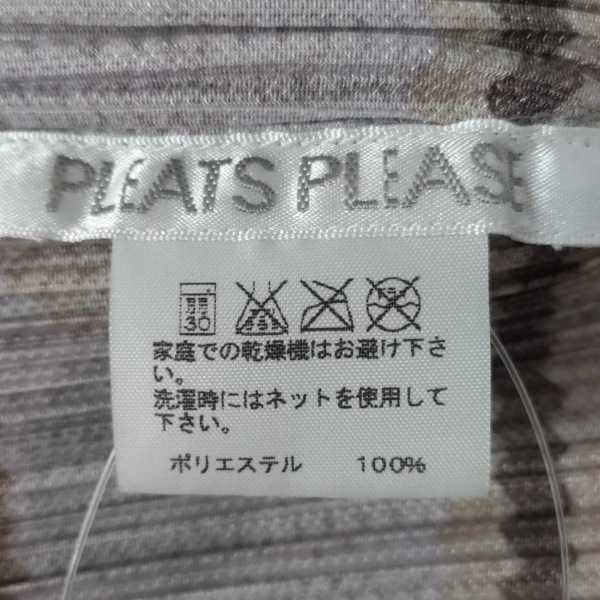 PLEATS PLEASE
30
家庭での乾燥機はお避け下さ
い。
洗濯時にはネットを使用して
下さい。
ポリエステル 100%